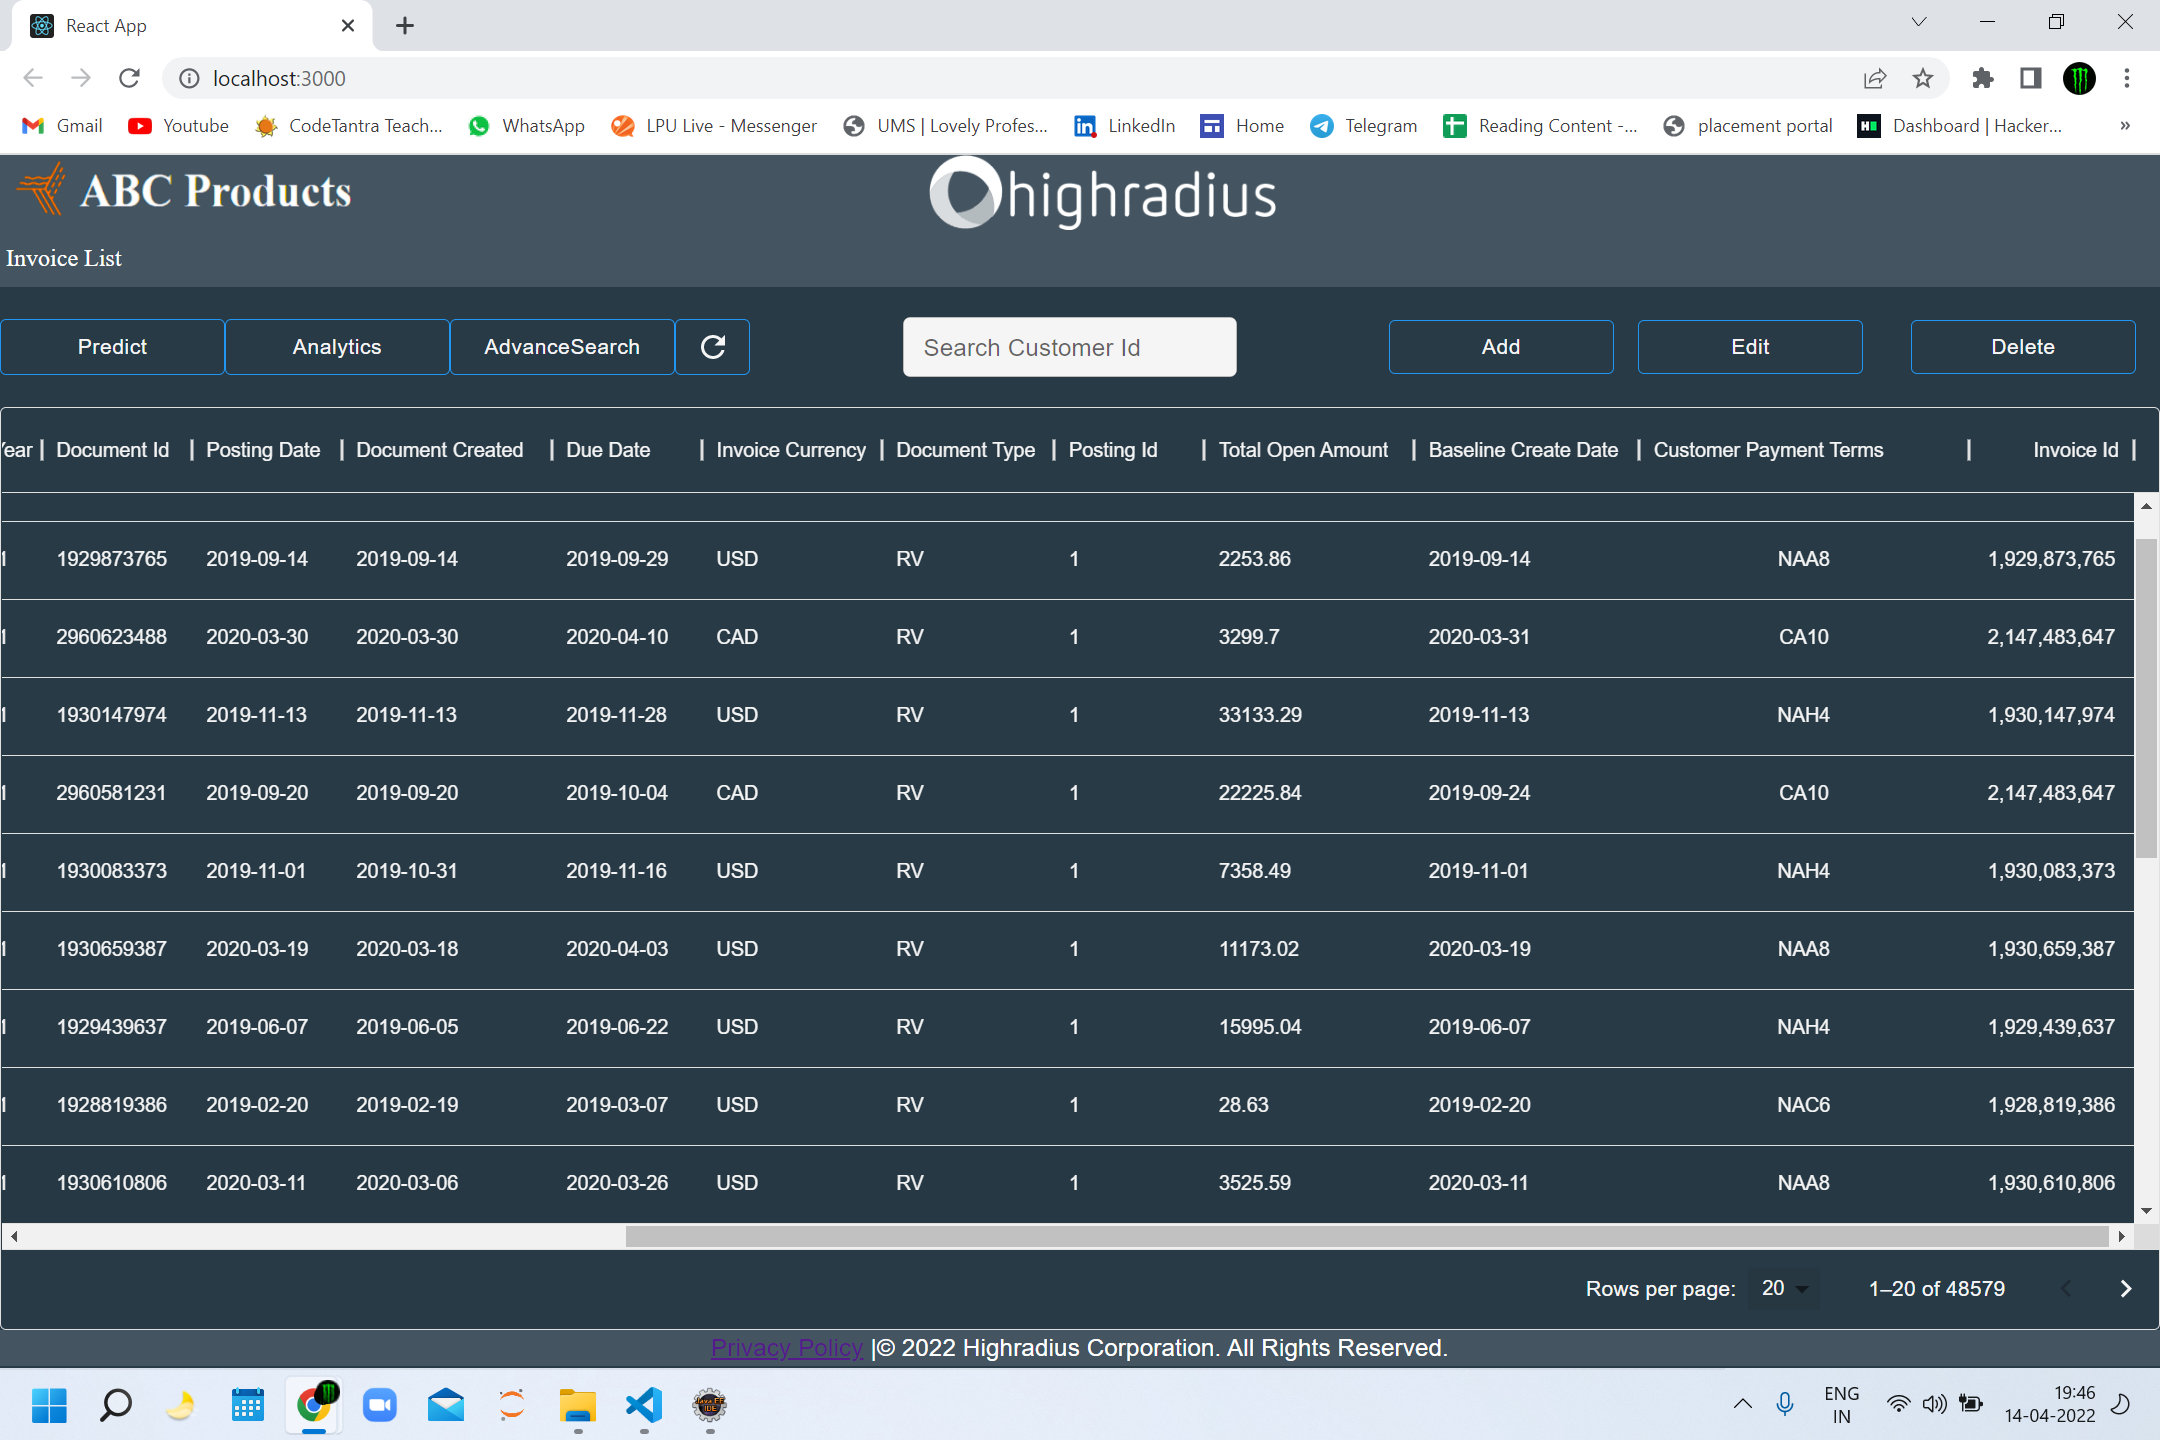 React App
localhost:3000
Gmail Youtube CodeTantra Teach... WhatsApp LPU Live - Messenger UMS | Lovely Profes... LinkedIn Home Telegram Reading Content -... placement portal Dashboard | Hacker... »
ABC Products highradius
Invoice List
Predict Analytics AdvanceSearch Search Customer Id Add Edit Delete
ear | Document Id | Posting Date | Document Created | Due Date | Invoice Currency | Document Type | Posting Id | Total Open Amount | Baseline Create Date | Customer Payment Terms | Invoice Id |
1929873765 2019-09-14 2019-09-14 2019-09-29 USD RV 1 2253.86 2019-09-14 NAA8 1,929,873,765
2960623488 2020-03-30 2020-03-30 2020-04-10 CAD RV 1 3299.7 2020-03-31 CA10 2,147,483,647
1930147974 2019-11-13 2019-11-13 2019-11-28 USD RV 1 33133.29 2019-11-13 NAH4 1,930,147,974
2960581231 2019-09-20 2019-09-20 2019-10-04 CAD RV 1 22225.84 2019-09-24 CA10 2,147,483,647
1930083373 2019-11-01 2019-10-31 2019-11-16 USD RV 1 7358.49 2019-11-01 NAH4 1,930,083,373
1930659387 2020-03-19 2020-03-18 2020-04-03 USD RV 1 11173.02 2020-03-19 NAA8 1,930,659,387
1929439637 2019-06-07 2019-06-05 2019-06-22 USD RV 1 15995.04 2019-06-07 NAH4 1,929,439,637
1928819386 2019-02-20 2019-02-19 2019-03-07 USD RV 1 28.63 2019-02-20 NAC6 1,928,819,386
1930610806 2020-03-11 2020-03-06 2020-03-26 USD RV 1 3525.59 2020-03-11 NAA8 1,930,610,806
Rows per page: 20 1–20 of 48579
Privacy Policy |© 2022 Highradius Corporation. All Rights Reserved.
ENG 19:46
IN 14-04-2022